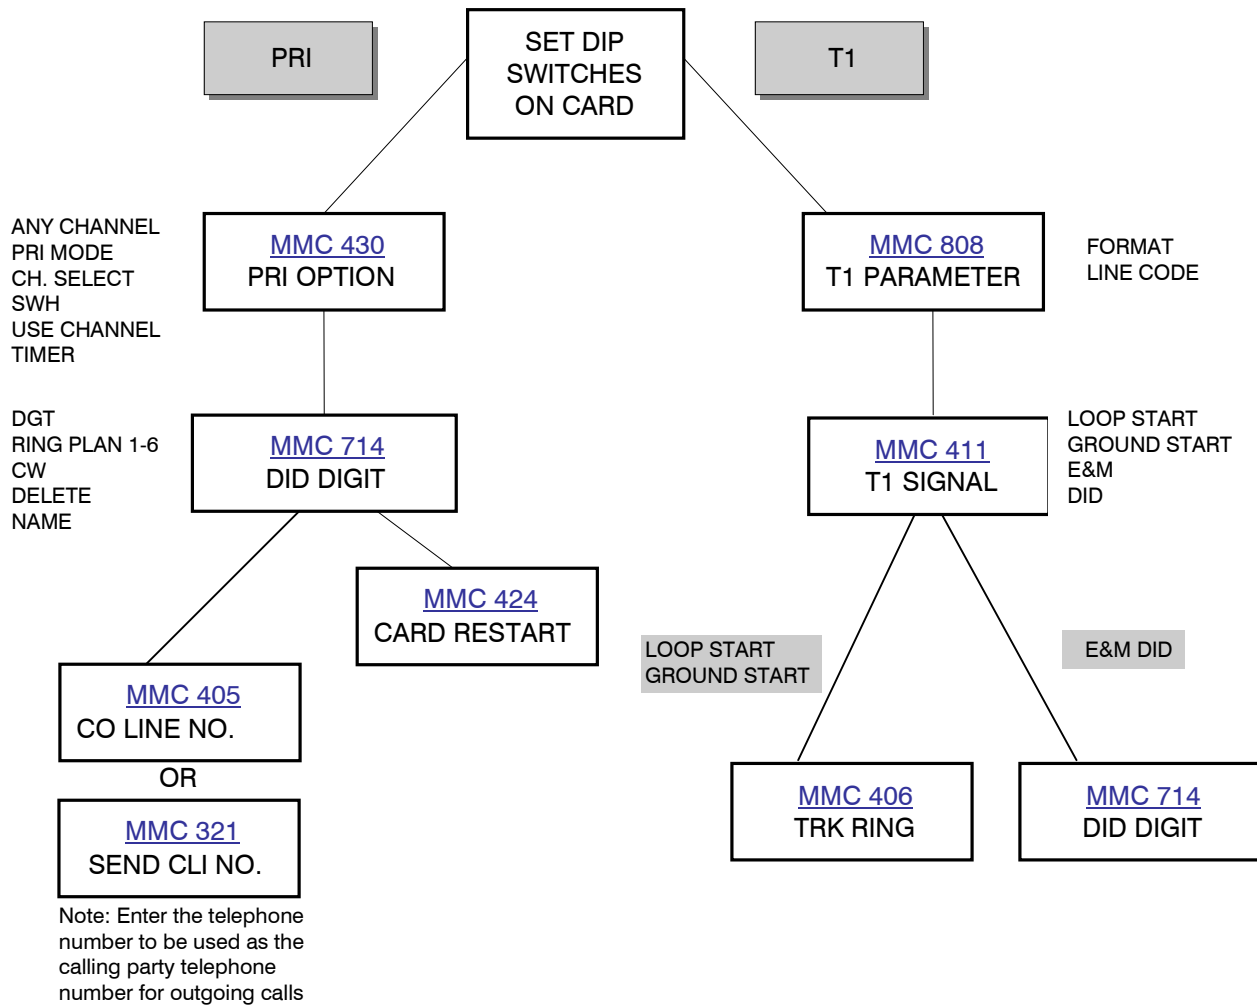 PRI
SET DIP
SWITCHES
ON CARD
T1
ANY CHANNEL
PRI MODE
CH. SELECT
SWH
USE CHANNEL
TIMER
MMC 430
PRI OPTION
MMC 808
T1 PARAMETER
FORMAT
LINE CODE
DGT
RING PLAN 1-6
CW
DELETE
NAME
MMC 714
DID DIGIT
MMC 411
T1 SIGNAL
LOOP START
GROUND START
E&M
DID
MMC 424
CARD RESTART
LOOP START
GROUND START
E&M DID
MMC 405
CO LINE NO.
OR
MMC 321
SEND CLI NO.
MMC 406
TRK RING
MMC 714
DID DIGIT
Note: Enter the telephone
number to be used as the
calling party telephone
number for outgoing calls